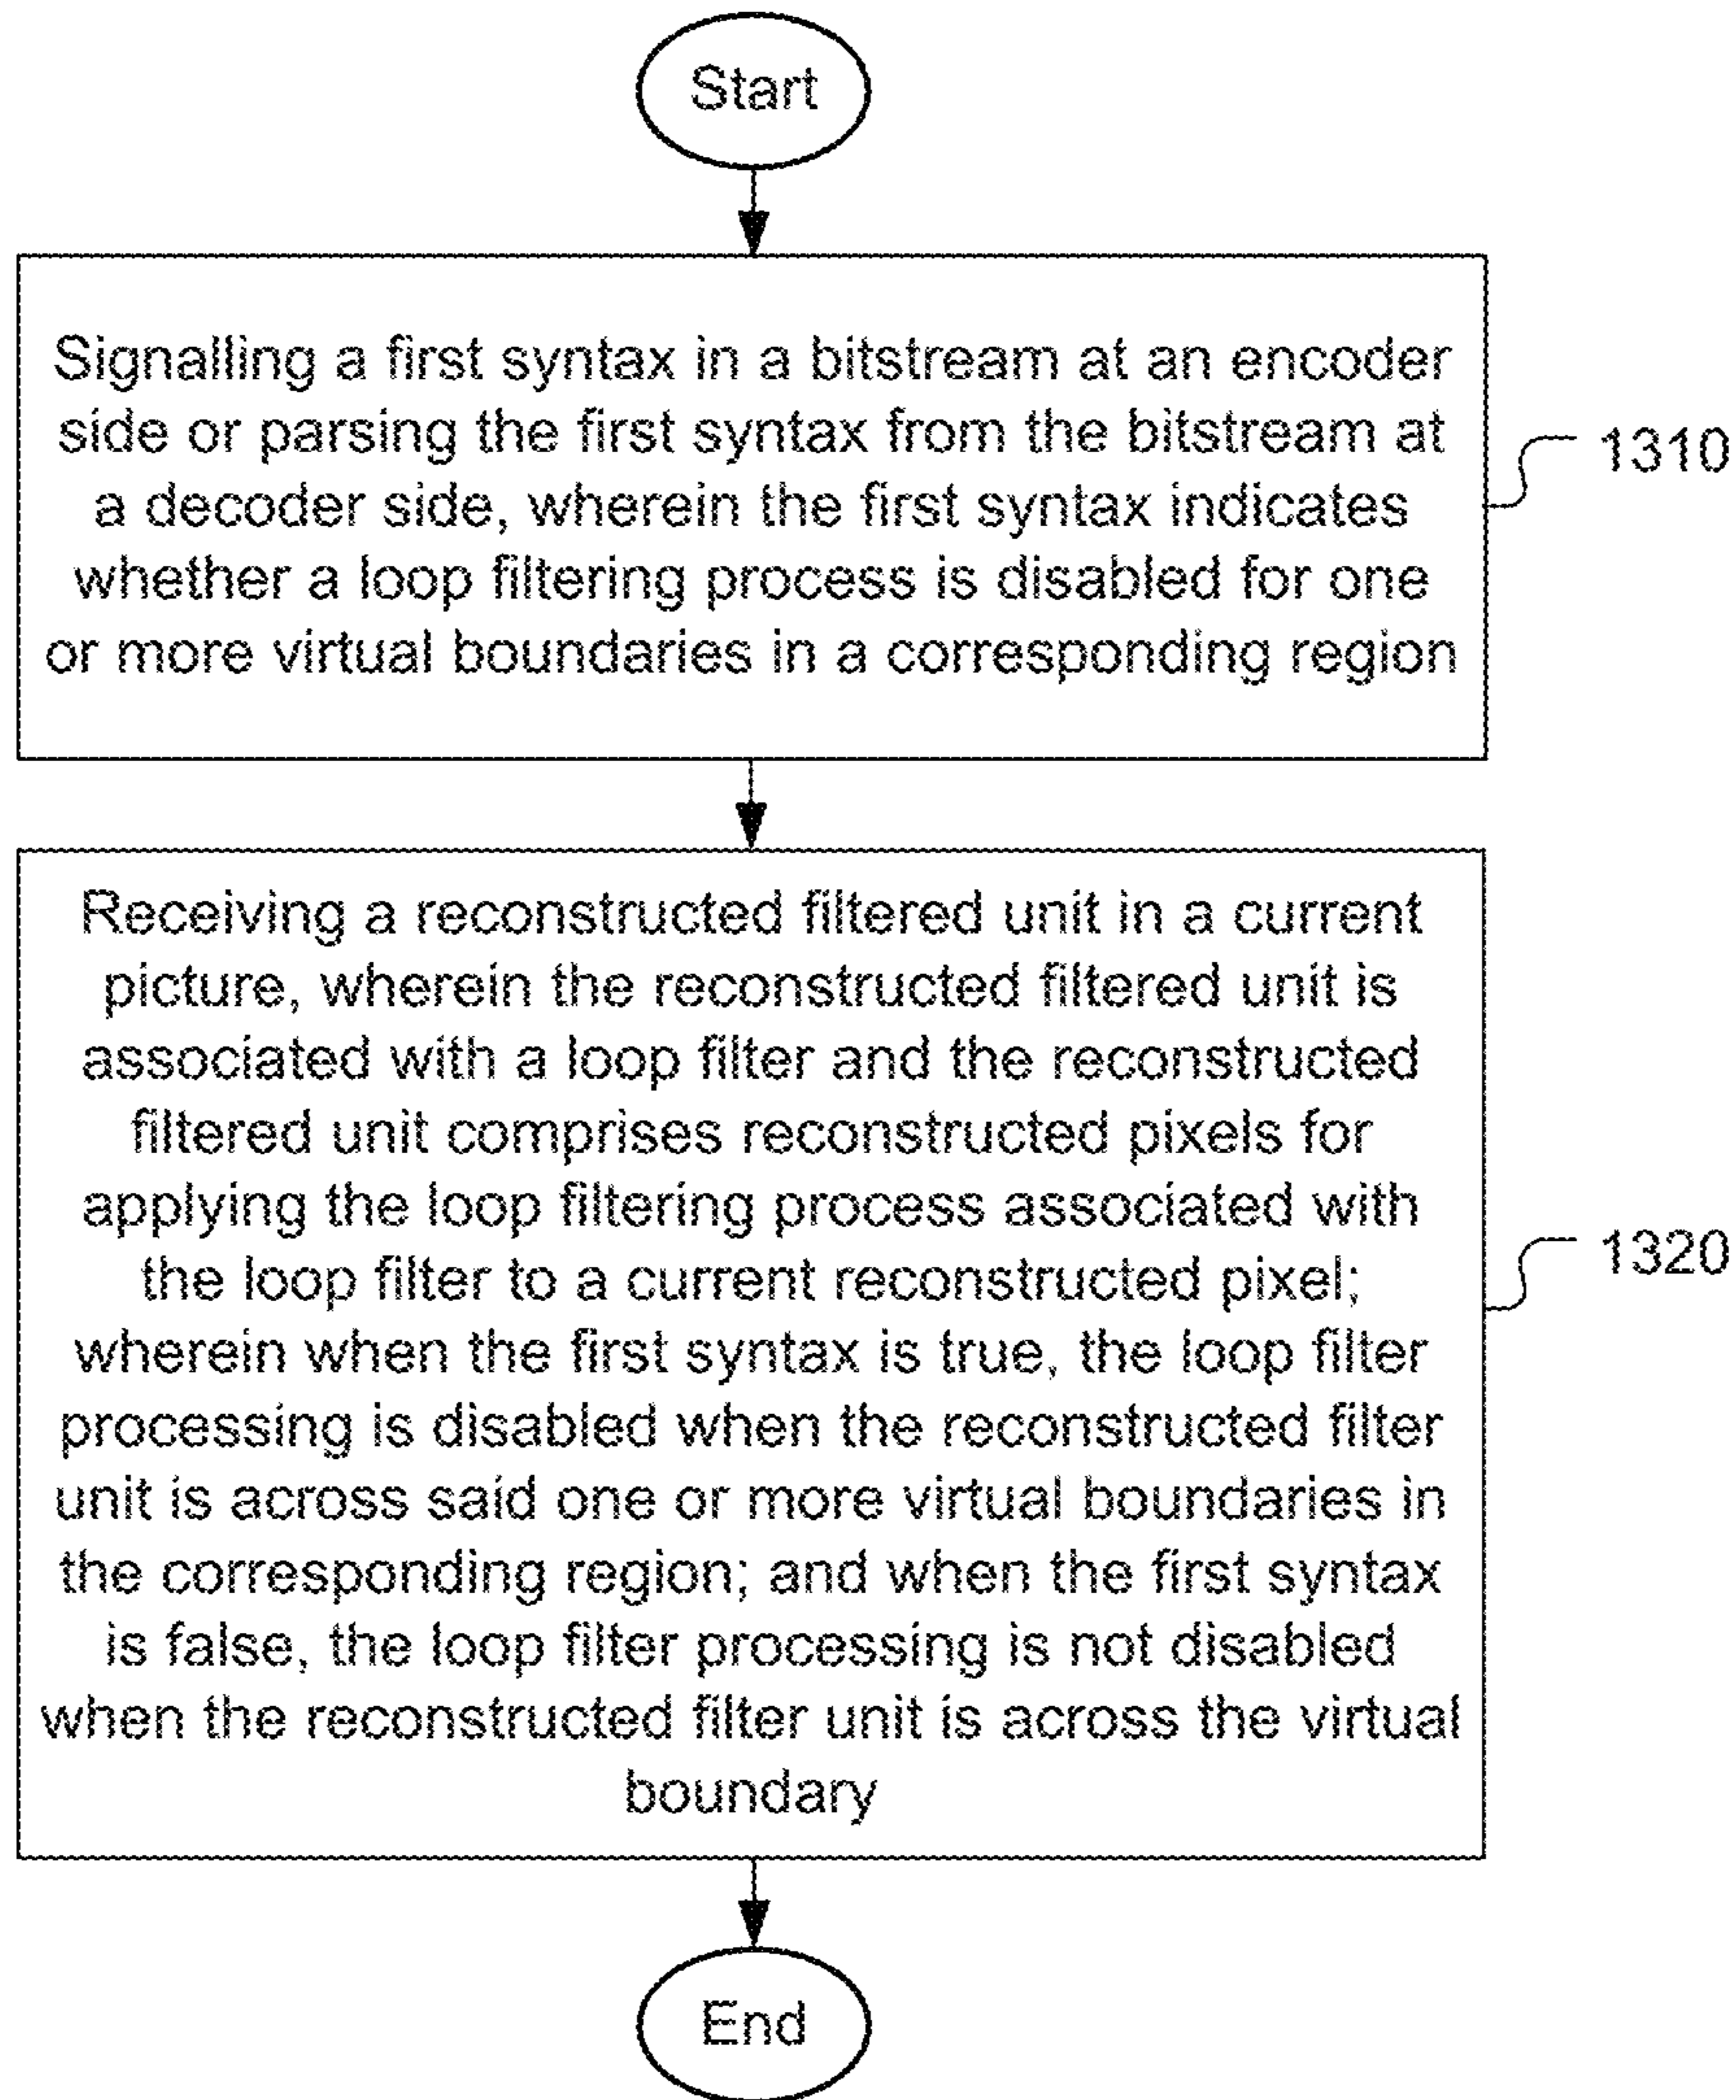 Start
Signalling a first syntax in a bitstream at an encoder
side or parsing the first syntax from the bitstream at
a decoder side, wherein the first syntax indicates
whether a loop filtering process is disabled for one
or more virtual boundaries in a corresponding region
1310
Receiving a reconstructed filtered unit in a current
picture, wherein the reconstructed filtered unit is
associated with a loop filter and the reconstructed
filtered unit comprises reconstructed pixels for
applying the loop filtering process associated with
the loop filter to a current reconstructed pixel;
wherein when the first syntax is true, the loop filter
processing is disabled when the reconstructed filter
unit is across said one or more virtual boundaries in
the corresponding region; and when the first syntax
is false, the loop filter processing is not disabled
when the reconstructed filter unit is across the virtual
boundary
1320
End